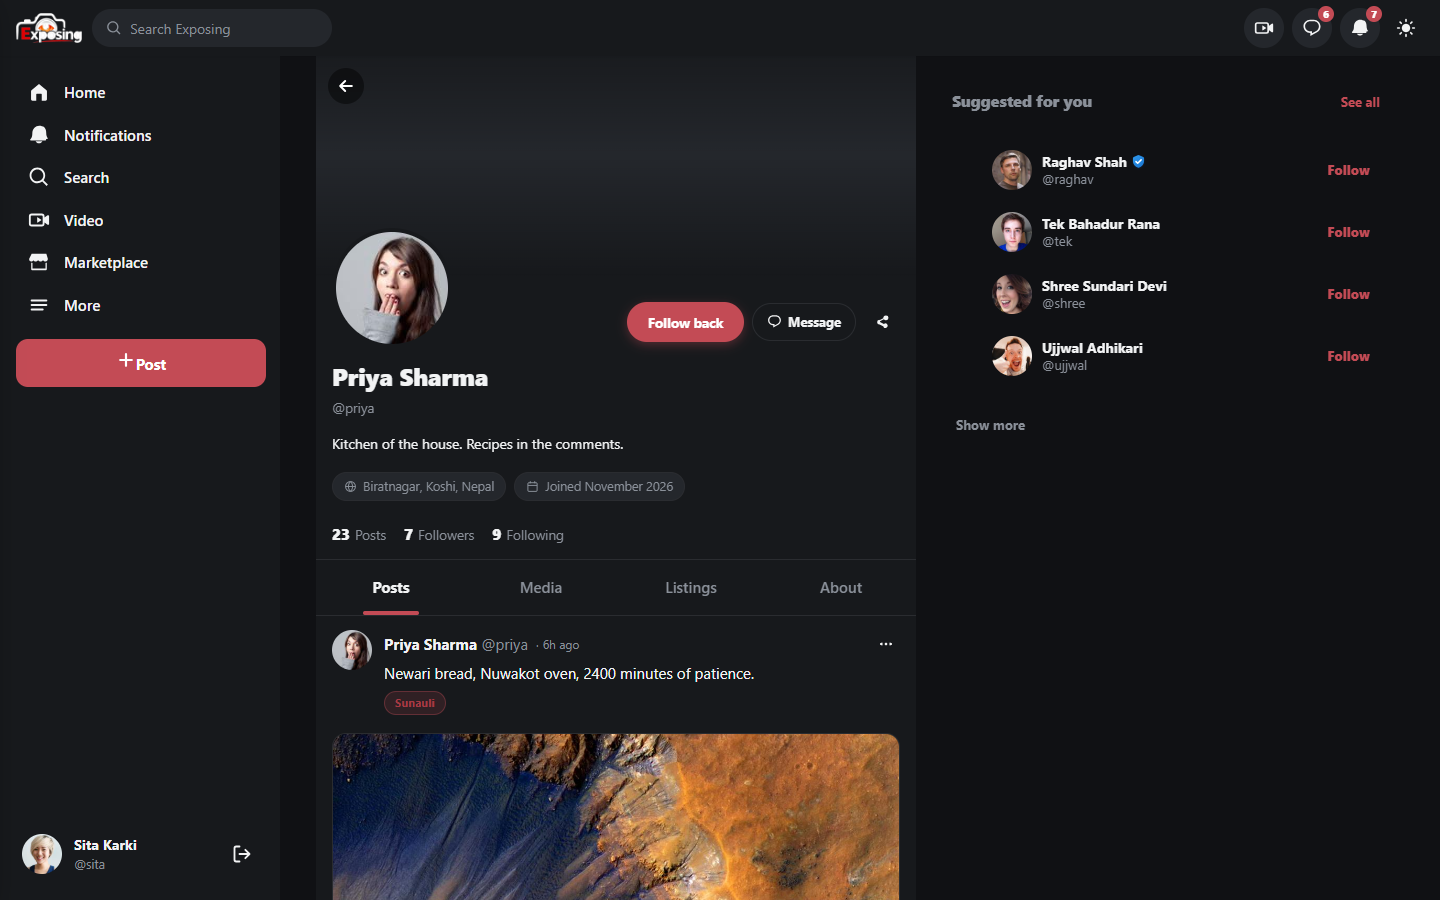 Exposing
Search Exposing
6
7
Home
Notifications
Search
Video
Marketplace
More
Post
Sita Karki
@sita
Follow back
Message
Priya Sharma
@priya
Kitchen of the house. Recipes in the comments.
Biratnagar, Koshi, Nepal
Joined November 2026
23 Posts 7 Followers 9 Following
Posts Media Listings About
Priya Sharma @priya · 6h ago
Newari bread, Nuwakot oven, 2400 minutes of patience.
Sunauli
Suggested for you
See all
Raghav Shah
@raghav
Follow
Tek Bahadur Rana
@tek
Follow
Shree Sundari Devi
@shree
Follow
Ujjwal Adhikari
@ujjwal
Follow
Show more